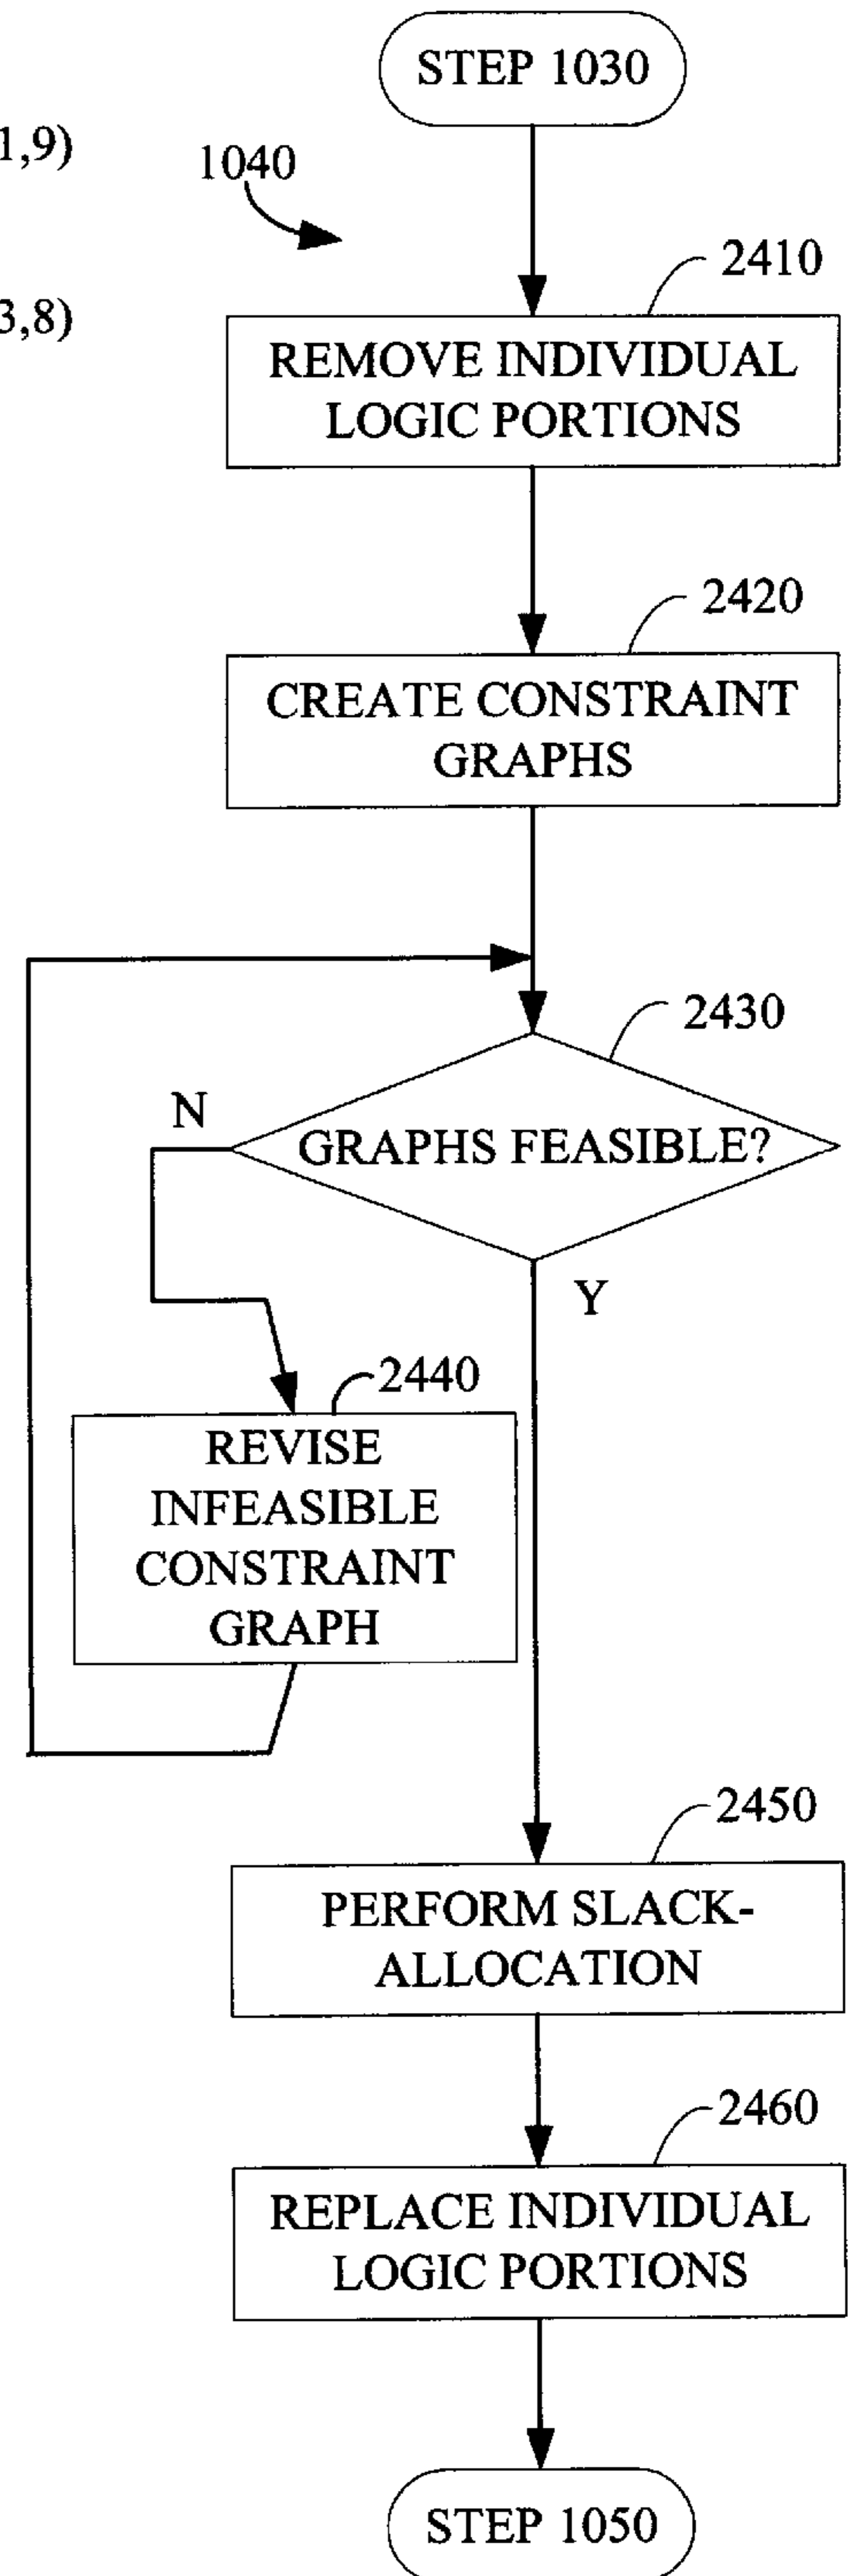 STEP 1030
1,9)
1040
2410
3,8)
REMOVE INDIVIDUAL
LOGIC PORTIONS
2420
CREATE CONSTRAINT
GRAPHS
2430
N
GRAPHS FEASIBLE?
Y
2440
REVISE
INFEASIBLE
CONSTRAINT
GRAPH
2450
PERFORM SLACK-
ALLOCATION
2460
REPLACE INDIVIDUAL
LOGIC PORTIONS
STEP 1050